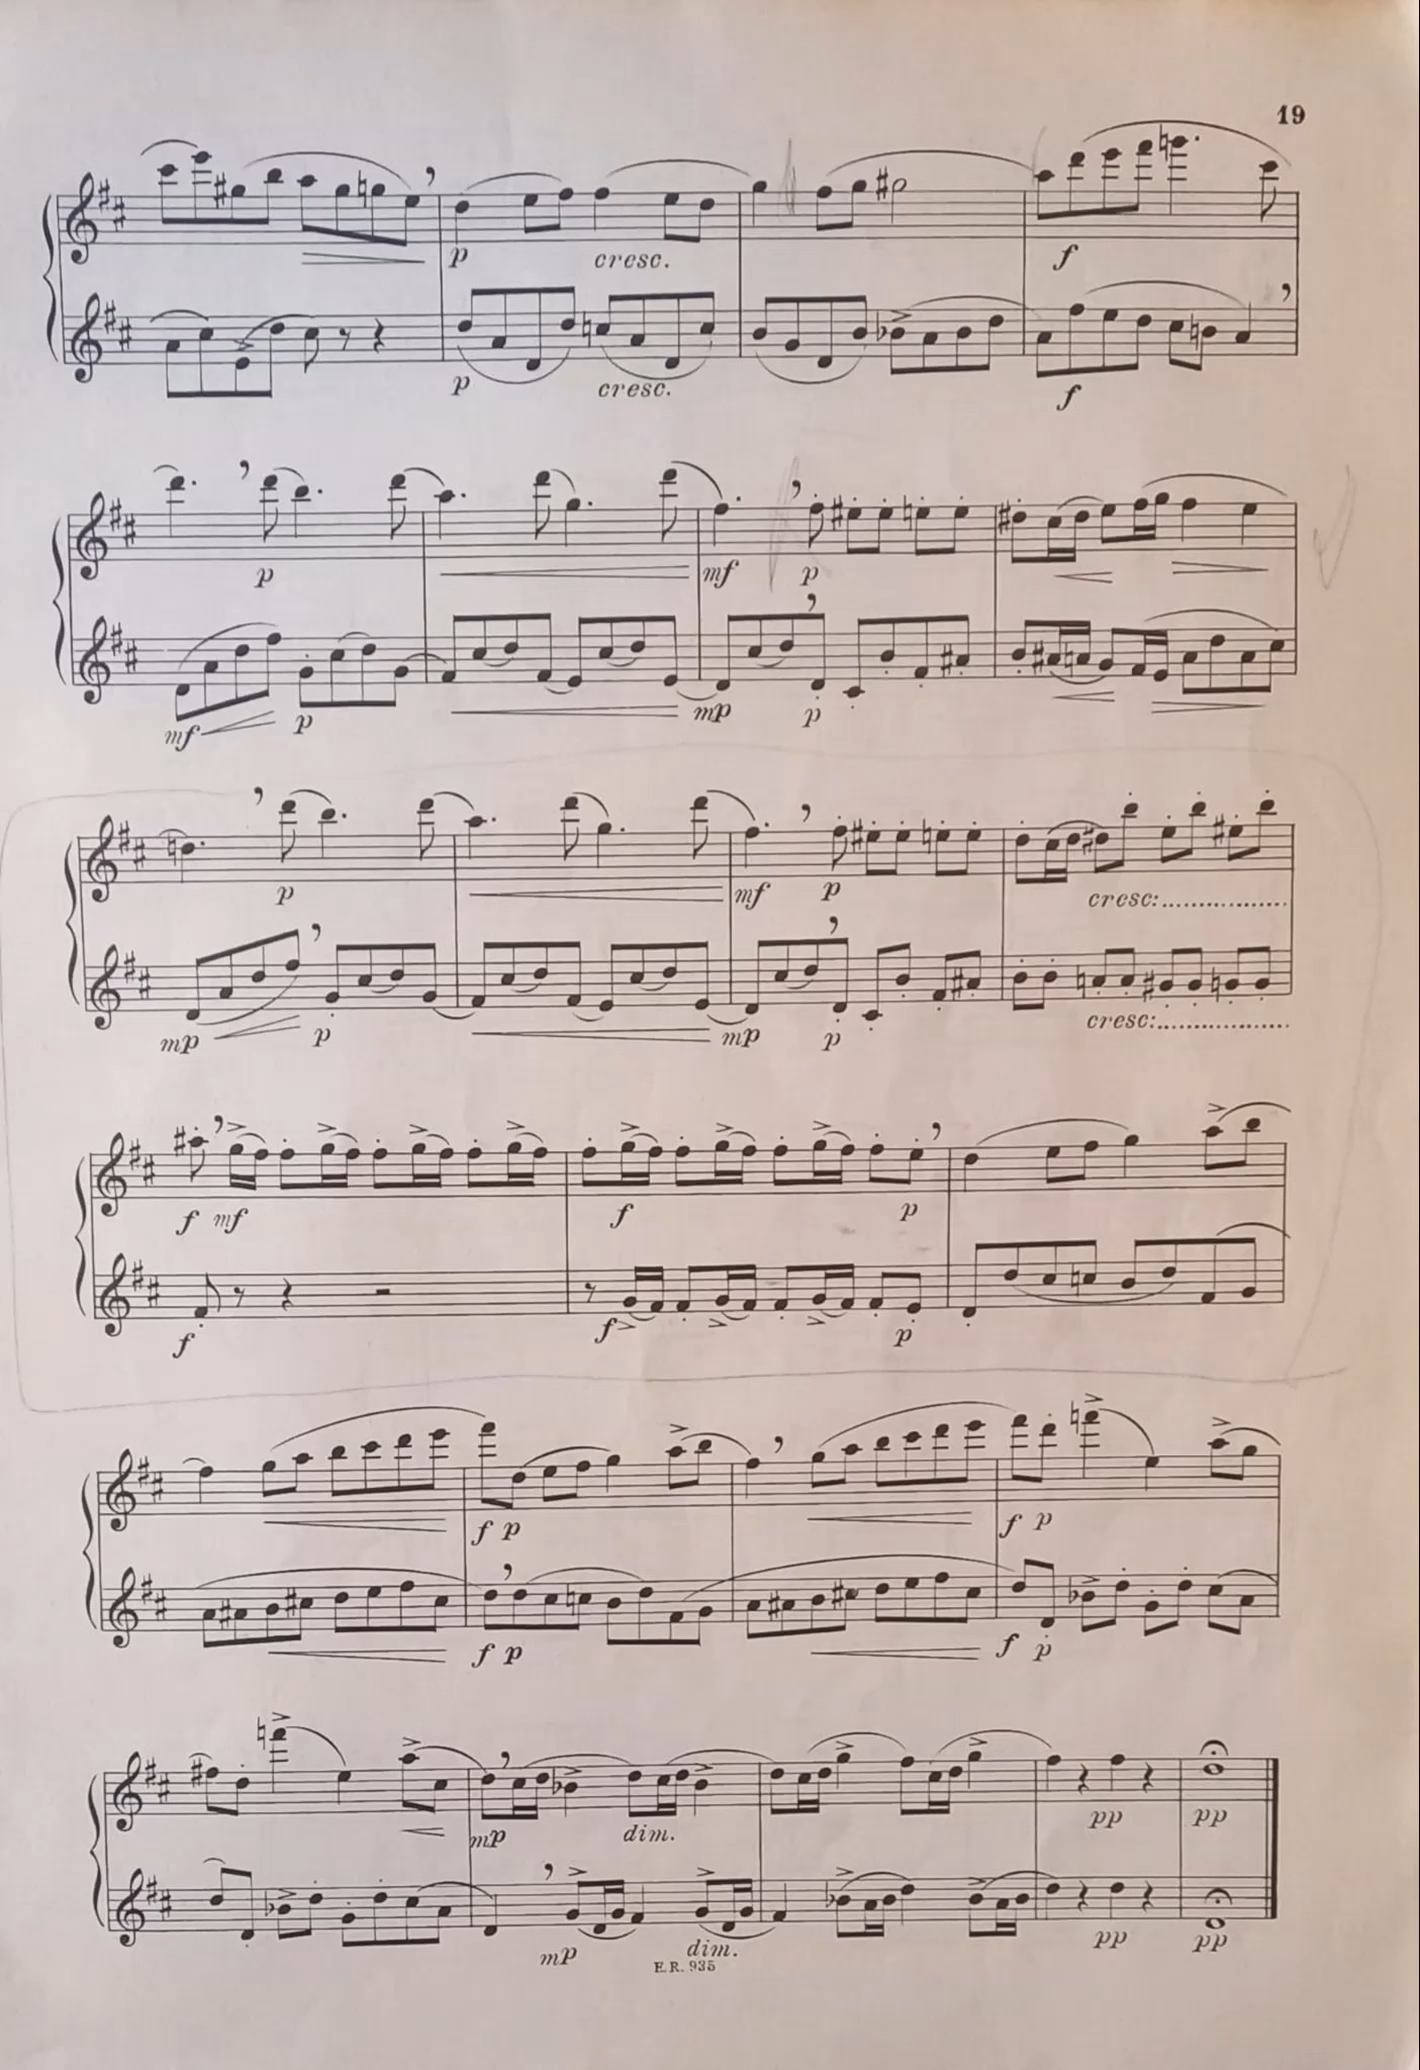 19
p cresc. f
p cresc. f
p mf p
mf p mp p
p mf p cresc:
mp p mp p cresc:
f mf f p
f f p
f p f p
f p f p
mp dim. pp pp
mp dim. pp pp
E.R. 935